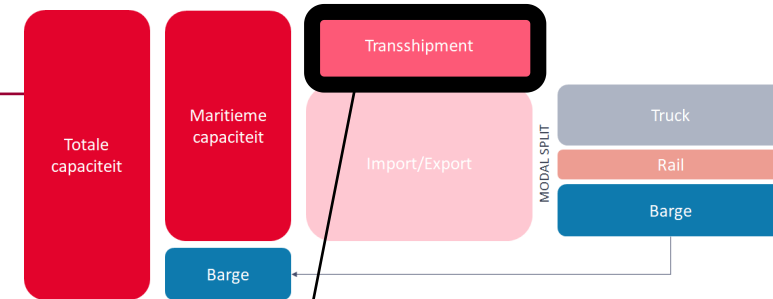 Totale
capaciteit
Maritieme
capaciteit
Barge
Transshipment
Import/Export
MODAL SPLIT
Truck
Rail
Barge